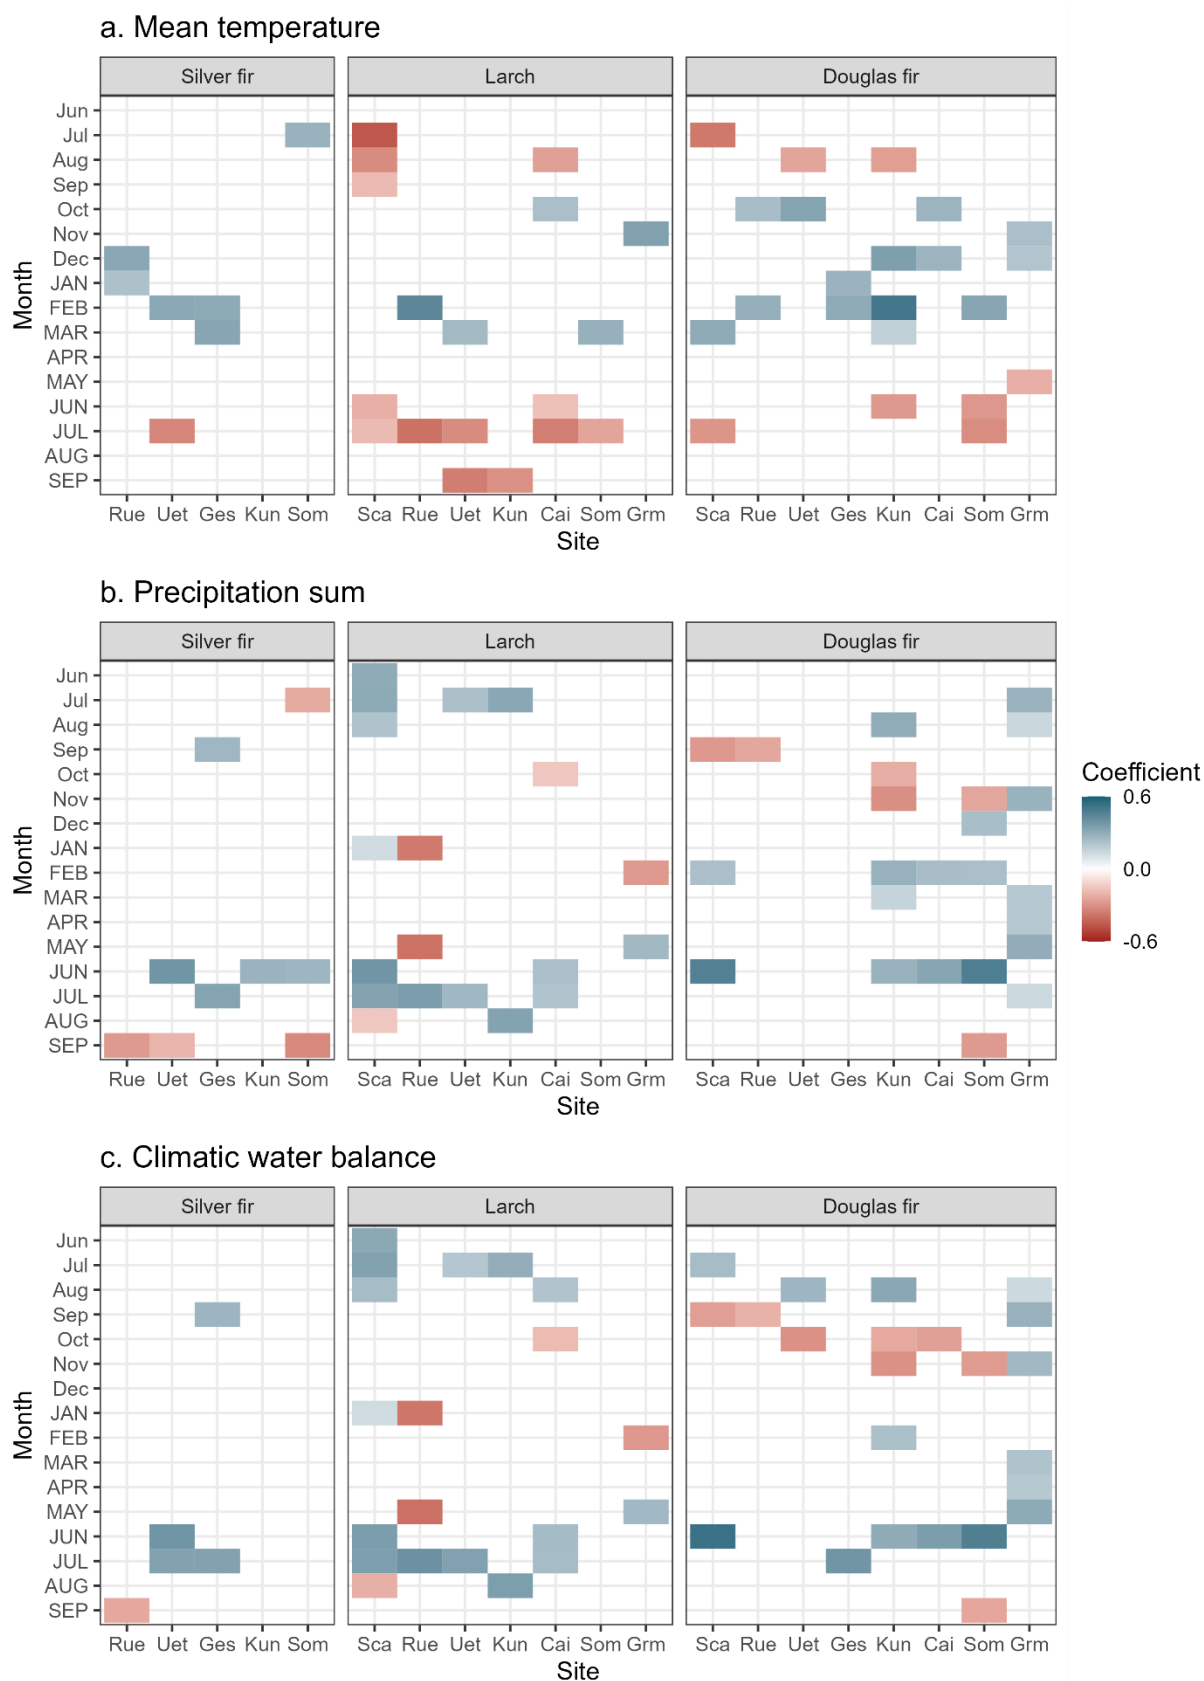 a. Mean temperature
Silver fir Larch Douglas fir
Month
Jun
Jul
Aug
Sep
Oct
Nov
Dec
JAN
FEB
MAR
APR
MAY
JUN
JUL
AUG
SEP
Rue Uet Ges Kun Som Sca Rue Uet Kun Cai Som Grm Sca Rue Uet Ges Kun Cai Som Grm
Site
b. Precipitation sum
Silver fir Larch Douglas fir
Month
Jun
Jul
Aug
Sep
Oct
Nov
Dec
JAN
FEB
MAR
APR
MAY
JUN
JUL
AUG
SEP
Rue Uet Ges Kun Som Sca Rue Uet Kun Cai Som Grm Sca Rue Uet Ges Kun Cai Som Grm
Site
Coefficient
0.6
0.0
-0.6
c. Climatic water balance
Silver fir Larch Douglas fir
Month
Jun
Jul
Aug
Sep
Oct
Nov
Dec
JAN
FEB
MAR
APR
MAY
JUN
JUL
AUG
SEP
Rue Uet Ges Kun Som Sca Rue Uet Kun Cai Som Grm Sca Rue Uet Ges Kun Cai Som Grm
Site